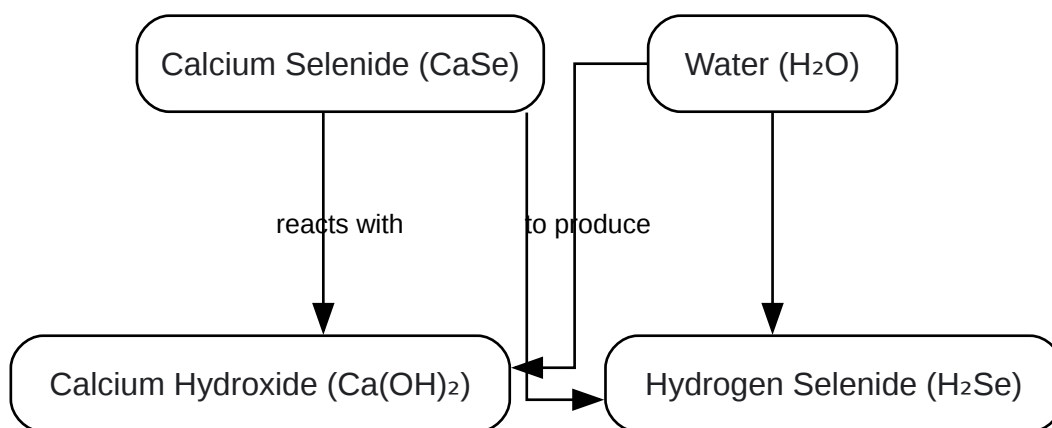 Calcium Selenide (CaSe)
Water (H₂O)
reacts with
to produce
Calcium Hydroxide (Ca(OH)₂)
Hydrogen Selenide (H₂Se)